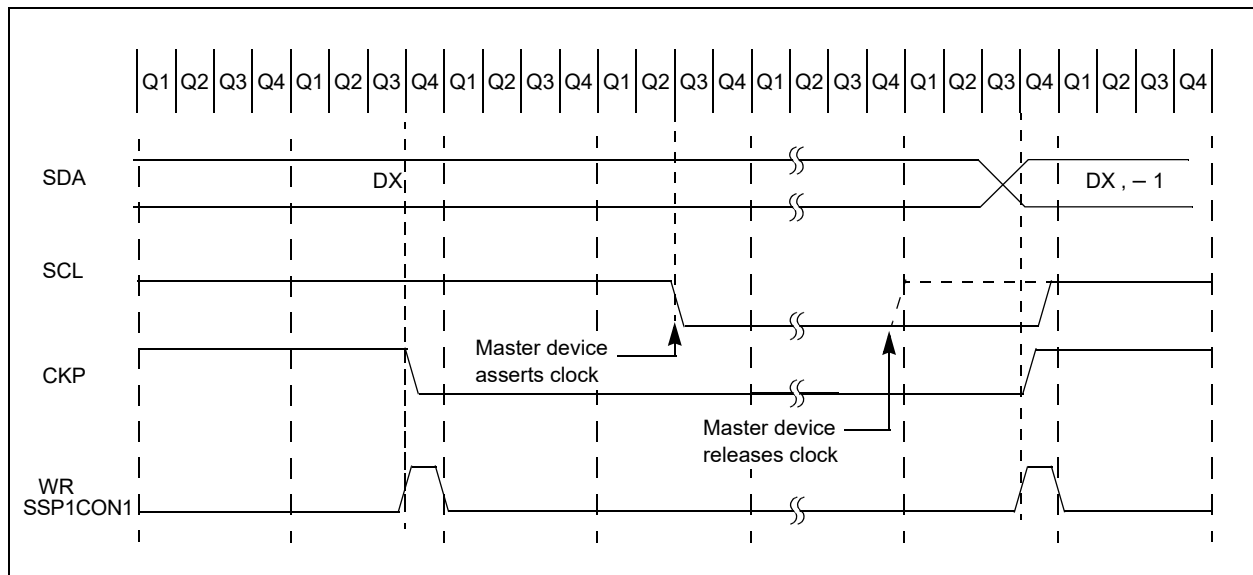 Q1 Q2 Q3 Q4 Q1 Q2 Q3 Q4 Q1 Q2 Q3 Q4 Q1 Q2 Q3 Q4 Q1 Q2 Q3 Q4 Q1 Q2 Q3 Q4 Q1 Q2 Q3 Q4
SDA
DX
DX , – 1
SCL
Master device
asserts clock
CKP
Master device
releases clock
WR
SSP1CON1